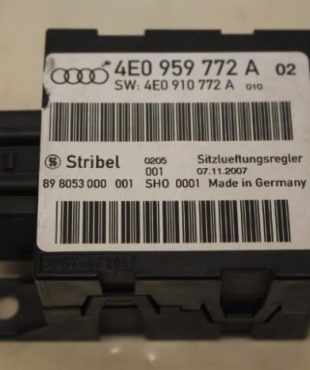 4E0 959 772 A 02
SW: 4E0 910 772 A 010
Stribel 0205 Sitzlueftungsregler
001 07.11.2007
89 8053 000 001 SHO 0001 Made in Germany